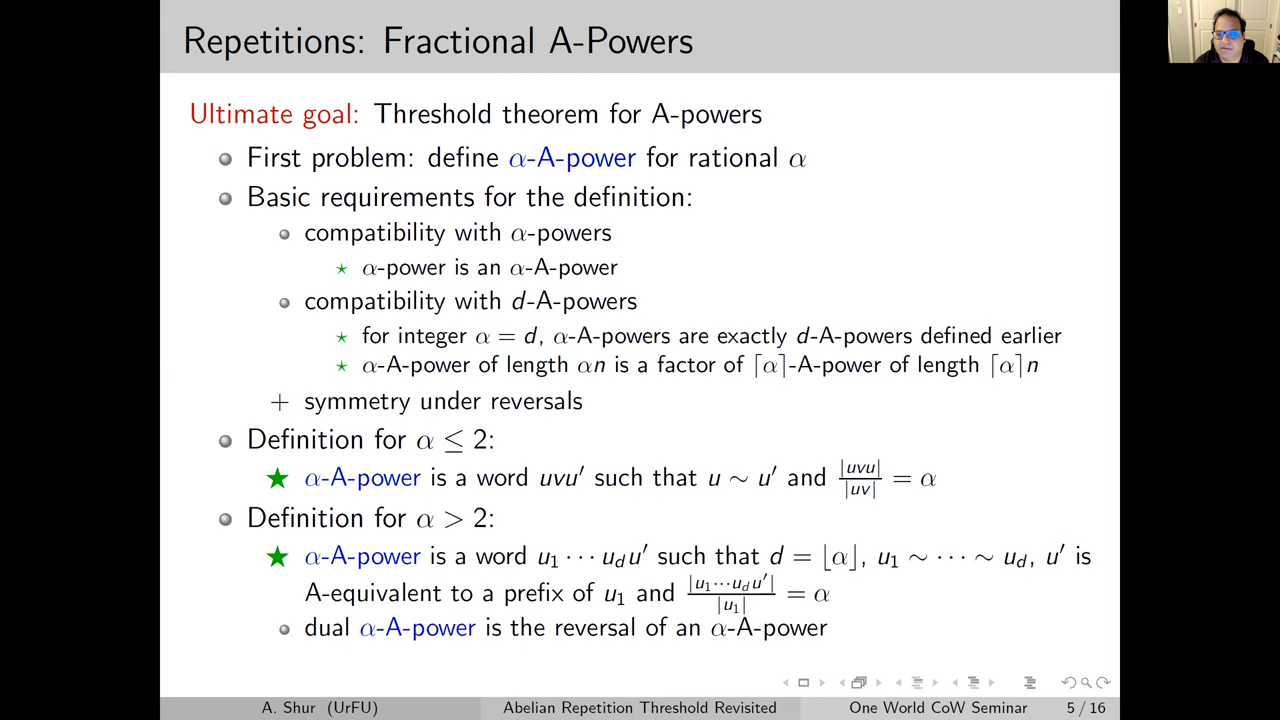 Repetitions: Fractional A-Powers
Ultimate goal: Threshold theorem for A-powers
First problem: define α-A-power for rational α
Basic requirements for the definition:
compatibility with α-powers
⋆ α-power is an α-A-power
compatibility with d-A-powers
⋆ for integer α = d, α-A-powers are exactly d-A-powers defined earlier
⋆ α-A-power of length αn is a factor of ⌈α⌉-A-power of length ⌈α⌉n
+ symmetry under reversals
Definition for α ≤ 2:
★ α-A-power is a word uvu′ such that u ∼ u′ and |uvu|/|uv| = α
Definition for α > 2:
★ α-A-power is a word u₁ ⋯ u_d u′ such that d = ⌊α⌋, u₁ ∼ ⋯ ∼ u_d, u′ is
A-equivalent to a prefix of u₁ and |u₁⋯u_d u′|/|u₁| = α
dual α-A-power is the reversal of an α-A-power
A. Shur (UrFU) Abelian Repetition Threshold Revisited One World CoW Seminar 5 / 16